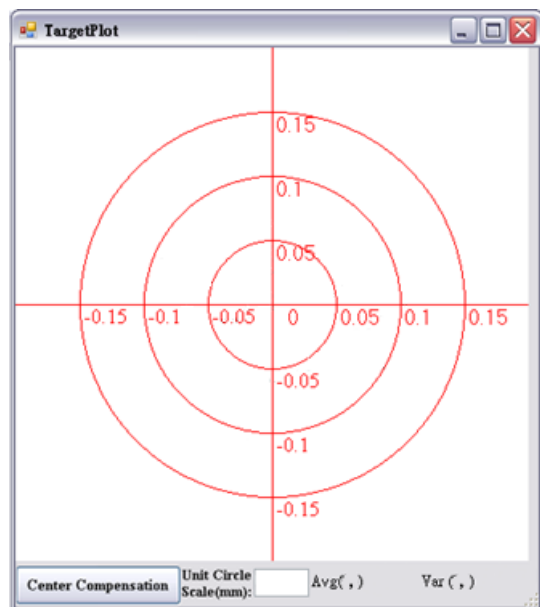 TargetPlot
0.15
0.1
0.05
-0.15 -0.1 -0.05 0 0.05 0.1 0.15
-0.05
-0.1
-0.15
Center Compensation
Unit Circle
Scale(mm):
Avg(,)
Var(,)